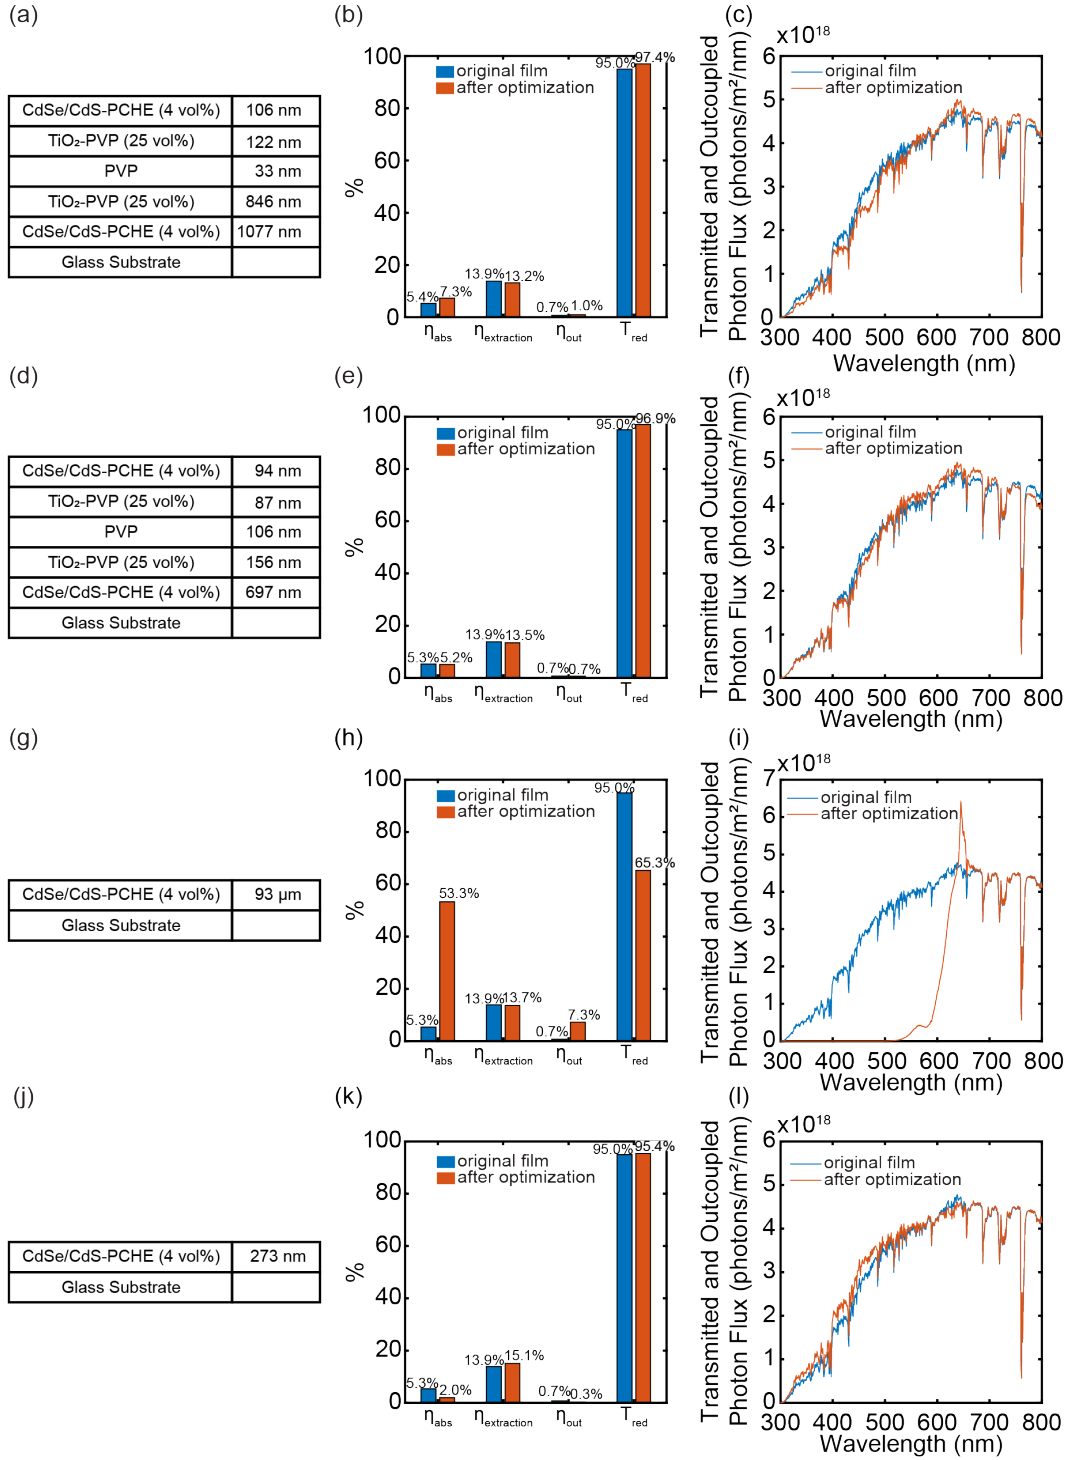 (a)
CdSe/CdS-PCHE (4 vol%) 106 nm
TiO₂-PVP (25 vol%) 122 nm
PVP 33 nm
TiO₂-PVP (25 vol%) 846 nm
CdSe/CdS-PCHE (4 vol%) 1077 nm
Glass Substrate
(b)
100
80
60
40
20
0
%
original film
after optimization
5.4% 7.3%
13.9% 13.2%
0.7% 1.0%
95.0% 97.4%
ηabs ηextraction ηout Tred
(c)
x10¹⁸
Transmitted and Outcoupled
Photon Flux (photons/m²/nm)
6
5
4
3
2
1
0
original film
after optimization
300 400 500 600 700 800
Wavelength (nm)
(d)
CdSe/CdS-PCHE (4 vol%) 94 nm
TiO₂-PVP (25 vol%) 87 nm
PVP 106 nm
TiO₂-PVP (25 vol%) 156 nm
CdSe/CdS-PCHE (4 vol%) 697 nm
Glass Substrate
(e)
100
80
60
40
20
0
%
original film
after optimization
5.3% 5.2%
13.9% 13.5%
0.7% 0.7%
95.0% 96.9%
ηabs ηextraction ηout Tred
(f)
x10¹⁸
Transmitted and Outcoupled
Photon Flux (photons/m²/nm)
6
5
4
3
2
1
0
original film
after optimization
300 400 500 600 700 800
Wavelength (nm)
(g)
CdSe/CdS-PCHE (4 vol%) 93 µm
Glass Substrate
(h)
100
80
60
40
20
0
%
original film
after optimization
5.3% 53.3%
13.9% 13.7%
0.7% 7.3%
95.0% 65.3%
ηabs ηextraction ηout Tred
(i)
x10¹⁸
Transmitted and Outcoupled
Photon Flux (photons/m²/nm)
7
6
5
4
3
2
1
0
original film
after optimization
300 400 500 600 700 800
Wavelength (nm)
(j)
CdSe/CdS-PCHE (4 vol%) 273 nm
Glass Substrate
(k)
100
80
60
40
20
0
%
original film
after optimization
5.3% 2.0%
13.9% 15.1%
0.7% 0.3%
95.0% 95.4%
ηabs ηextraction ηout Tred
(l)
x10¹⁸
Transmitted and Outcoupled
Photon Flux (photons/m²/nm)
6
5
4
3
2
1
0
original film
after optimization
300 400 500 600 700 800
Wavelength (nm)